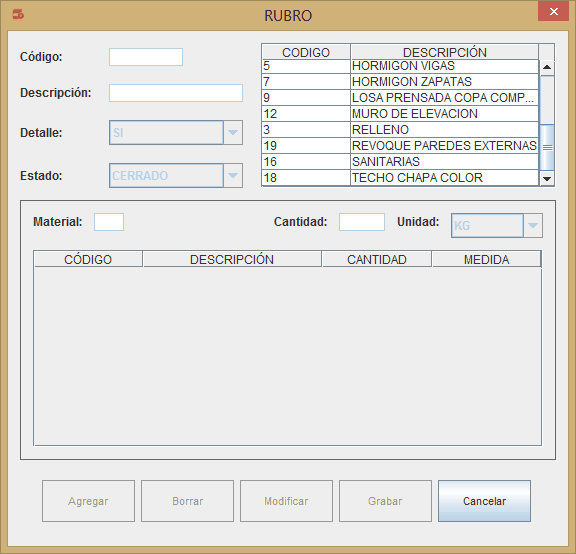 RUBRO
Código:
Descripción:
Detalle: SI
Estado: CERRADO
CODIGO DESCRIPCIÓN
5 HORMIGON VIGAS
7 HORMIGON ZAPATAS
9 LOSA PRENSADA COPA COMP...
12 MURO DE ELEVACION
3 RELLENO
19 REVOQUE PAREDES EXTERNAS
16 SANITARIAS
18 TECHO CHAPA COLOR
Material: Cantidad: Unidad: KG
CÓDIGO DESCRIPCIÓN CANTIDAD MEDIDA
Agregar Borrar Modificar Grabar Cancelar